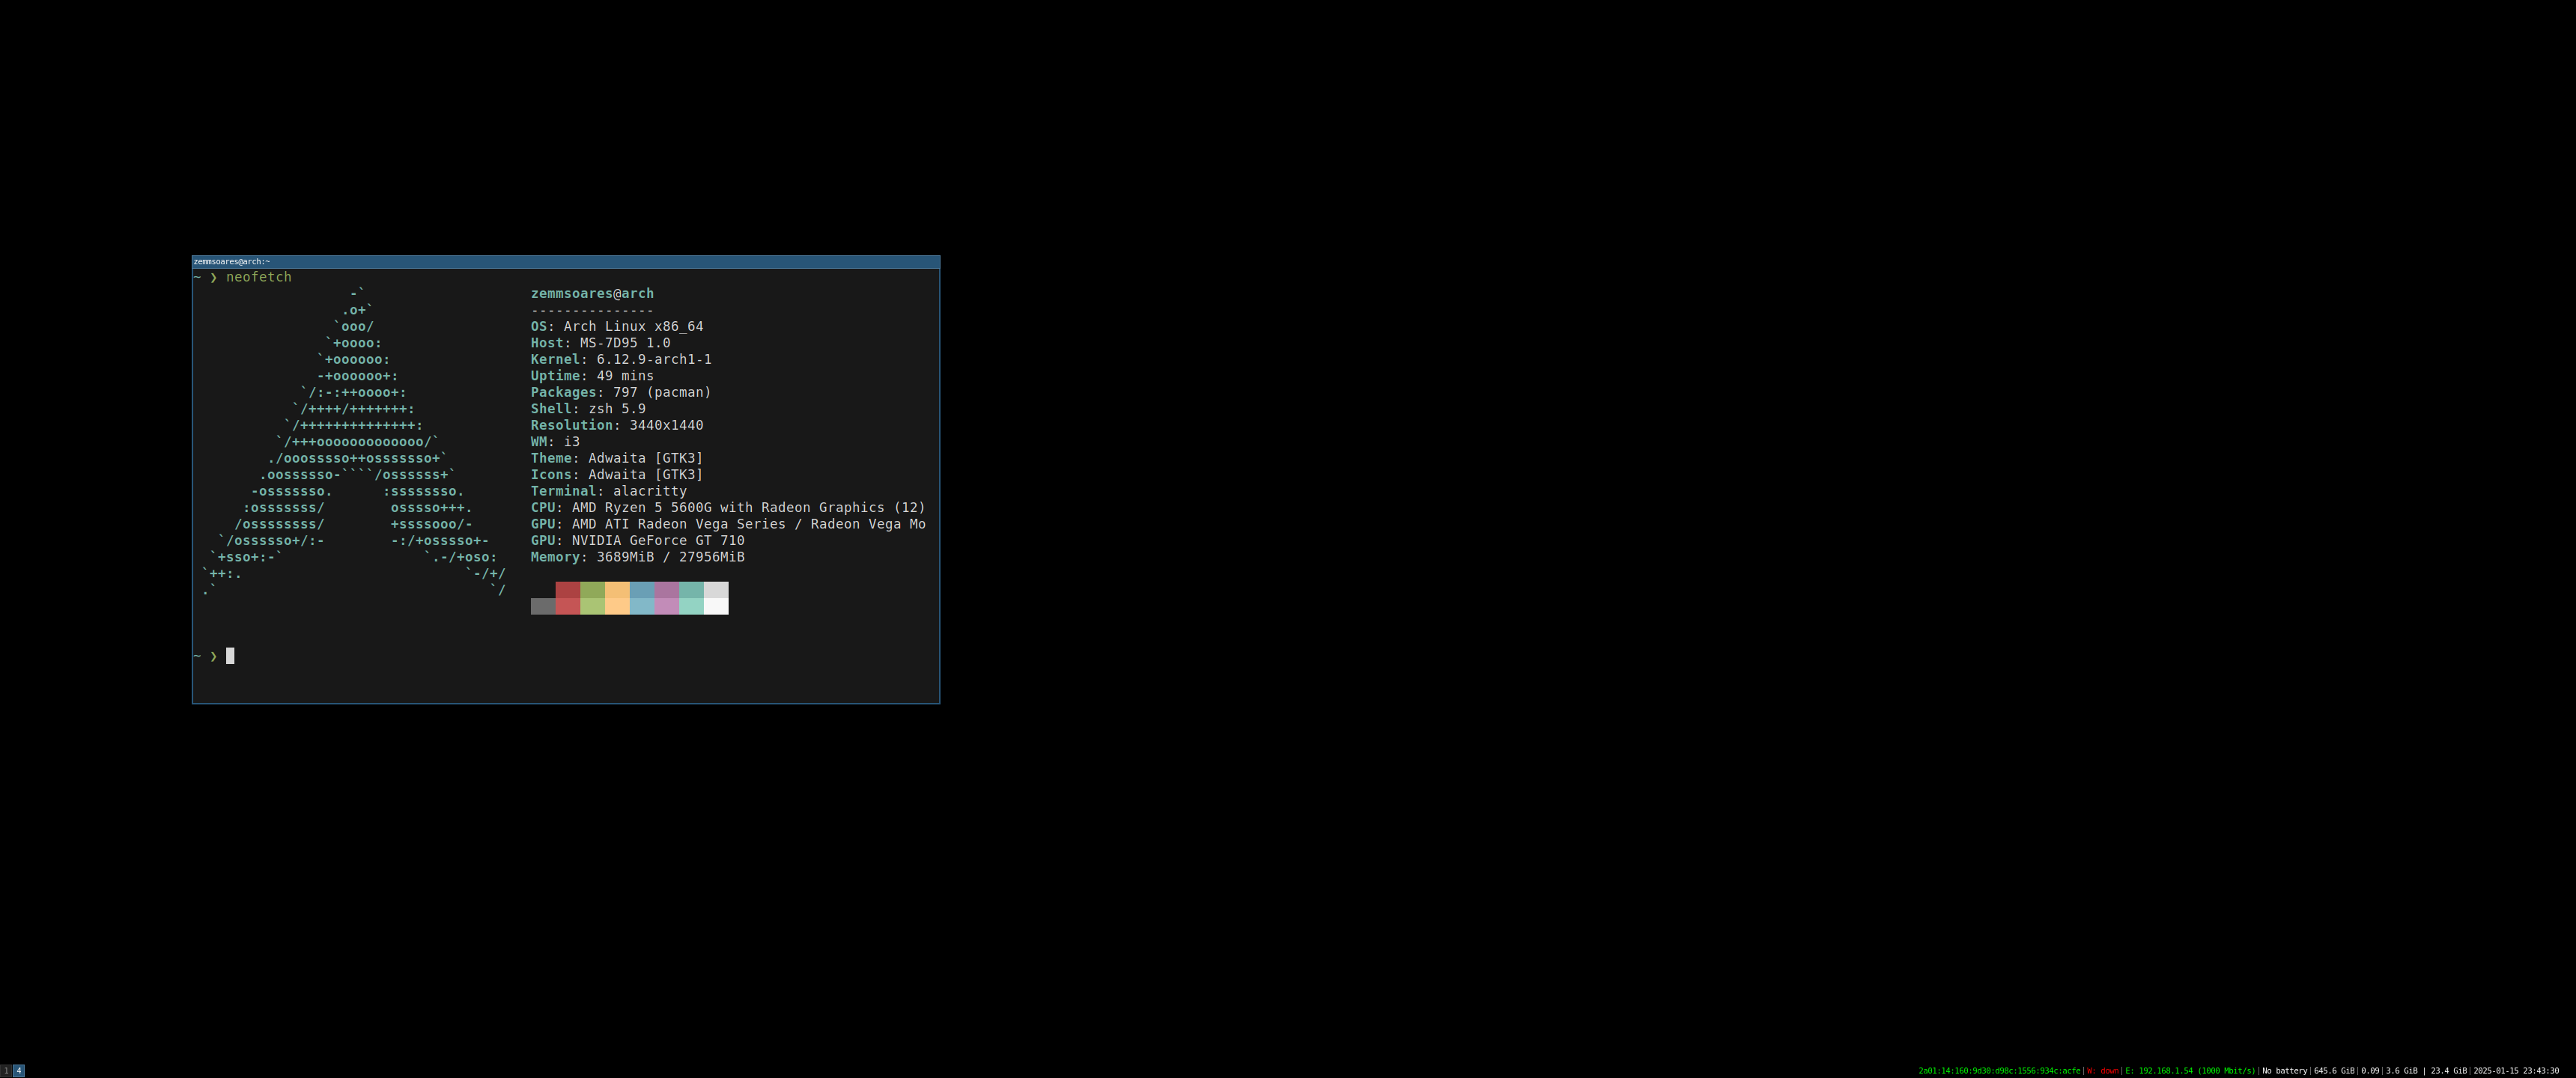 zemmsoares@arch:~
~ ❯ neofetch
                   -`                    zemmsoares@arch
                  .o+`                   ---------------
                 `ooo/                   OS: Arch Linux x86_64
                `+oooo:                  Host: MS-7D95 1.0
               `+oooooo:                 Kernel: 6.12.9-arch1-1
               -+oooooo+:                Uptime: 49 mins
             `/:-:++oooo+:               Packages: 797 (pacman)
            `/++++/+++++++:              Shell: zsh 5.9
           `/++++++++++++++:             Resolution: 3440x1440
          `/+++ooooooooooooo/`           WM: i3
         ./ooosssso++osssssso+`          Theme: Adwaita [GTK3]
        .oossssso-````/ossssss+`         Icons: Adwaita [GTK3]
       -osssssso.      :ssssssso.        Terminal: alacritty
      :osssssss/        osssso+++.       CPU: AMD Ryzen 5 5600G with Radeon Graphics (12)
     /ossssssss/        +ssssooo/-       GPU: AMD ATI Radeon Vega Series / Radeon Vega Mo
   `/ossssso+/:-        -:/+osssso+-     GPU: NVIDIA GeForce GT 710
  `+sso+:-`                 `.-/+oso:    Memory: 3689MiB / 27956MiB
 `++:.                           `-/+/
 .`                                 `/
~ ❯
1 4
2a01:14:160:9d30:d98c:1556:934c:acfe|W: down|E: 192.168.1.54 (1000 Mbit/s)|No battery|645.6 GiB|0.09|3.6 GiB | 23.4 GiB|2025-01-15 23:43:30